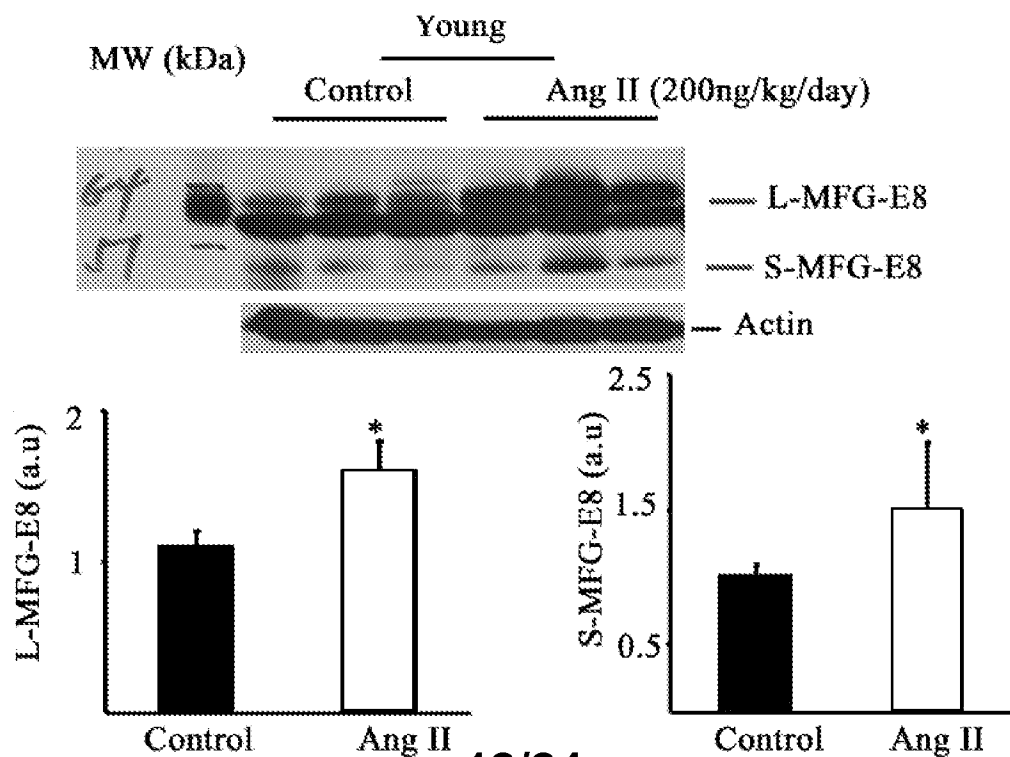 Young
MW (kDa)
Control
Ang II (200ng/kg/day)
L-MFG-E8
S-MFG-E8
Actin
L-MFG-E8 (a.u)
2
1
*
Control
Ang II
S-MFG-E8 (a.u)
2.5
1.5
0.5
*
Control
Ang II